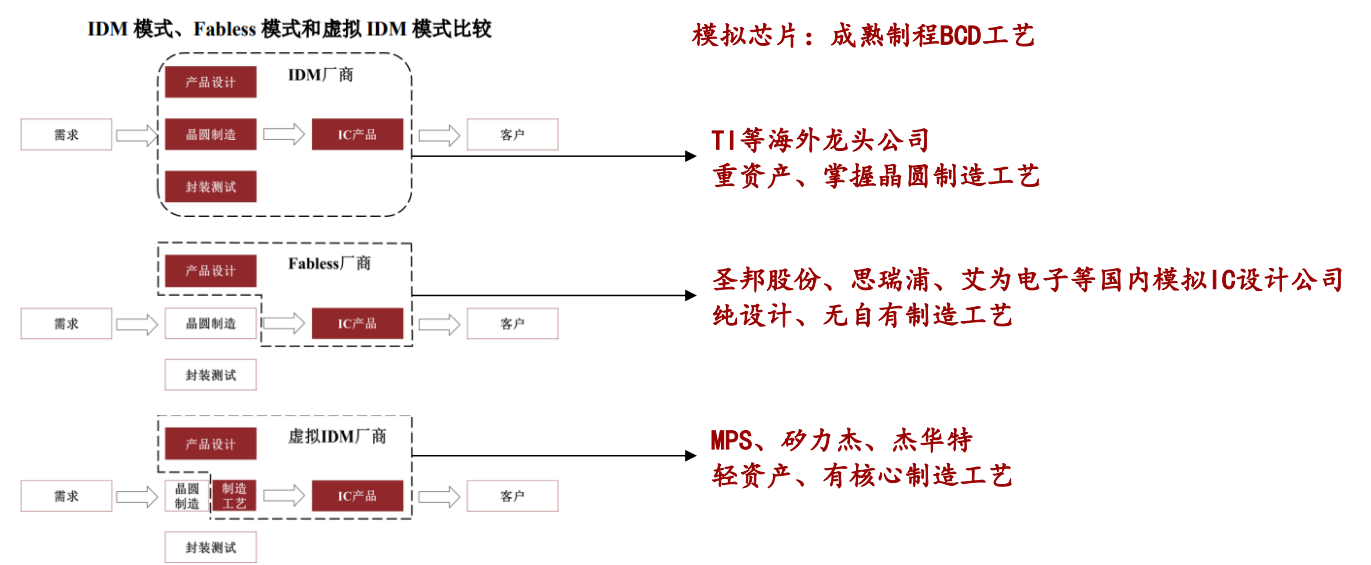 IDM 模式、Fabless 模式和虚拟 IDM 模式比较
模拟芯片：成熟制程BCD工艺
产品设计
IDM厂商
需求
晶圆制造
IC产品
客户
封装测试
TI等海外龙头公司
重资产、掌握晶圆制造工艺
产品设计
Fabless厂商
需求
晶圆制造
IC产品
客户
封装测试
圣邦股份、思瑞浦、艾为电子等国内模拟IC设计公司
纯设计、无自有制造工艺
产品设计
虚拟IDM厂商
需求
晶圆
制造
制造
工艺
IC产品
客户
封装测试
MPS、矽力杰、杰华特
轻资产、有核心制造工艺